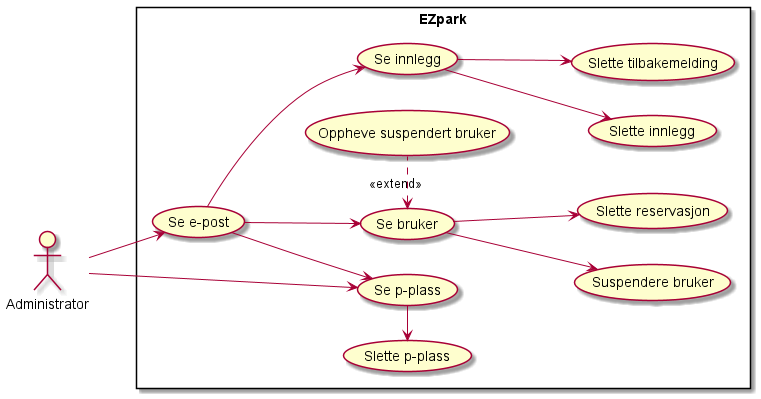 EZpark
Se innlegg
Slette tilbakemelding
Oppheve suspendert bruker
Slette innlegg
«extend»
Se e-post
Se bruker
Slette reservasjon
Administrator
Se p-plass
Suspendere bruker
Slette p-plass